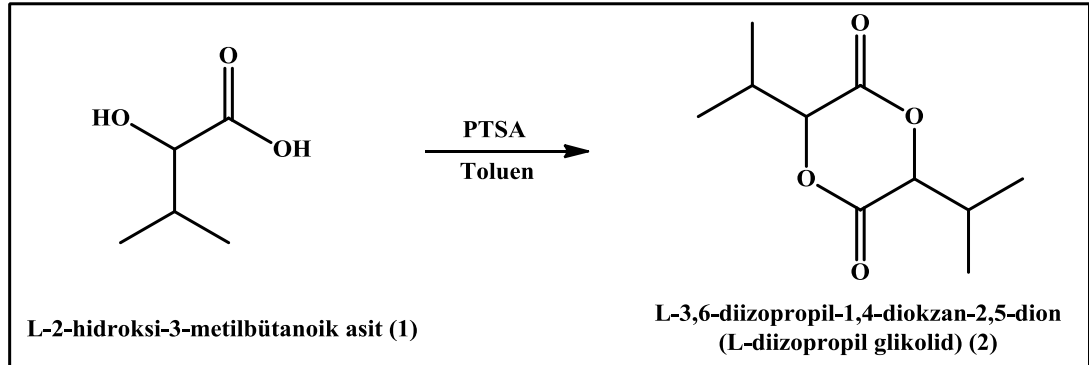 HO
O
OH
PTSA
Toluen
O
O
O
O
L-2-hidroksi-3-metilbütanoik asit (1)
L-3,6-diizopropil-1,4-diokzan-2,5-dion
(L-diizopropil glikolid) (2)